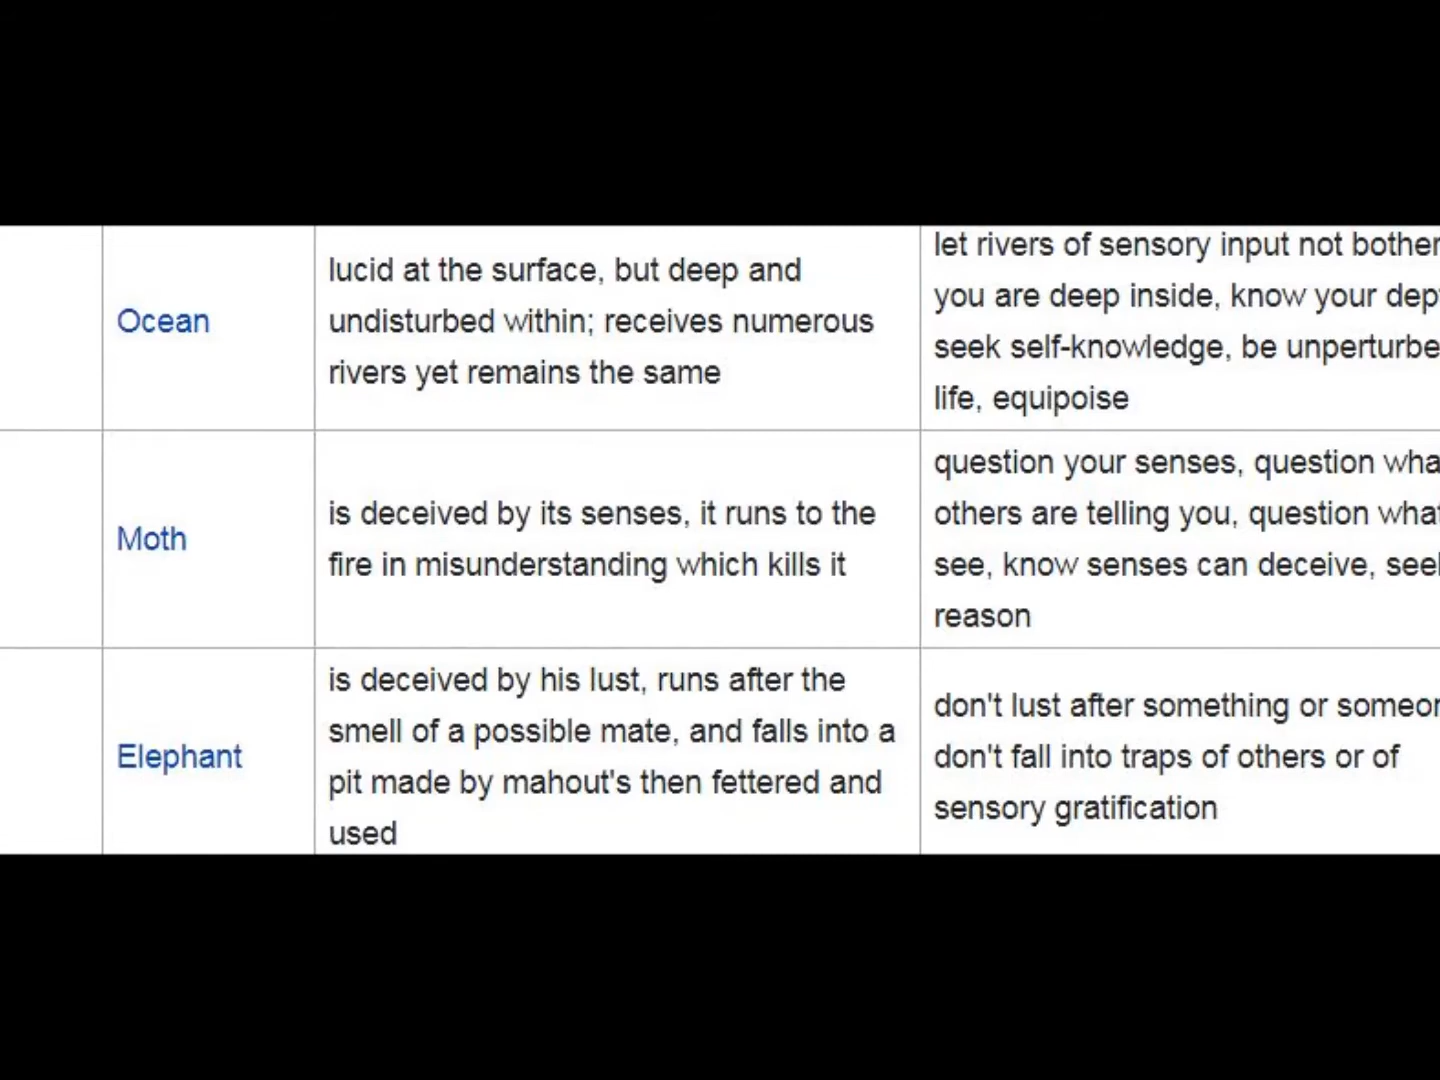 Ocean
lucid at the surface, but deep and
undisturbed within; receives numerous
rivers yet remains the same
let rivers of sensory input not bother
you are deep inside, know your
seek self-knowledge, be
life, equipoise
Moth
is deceived by its senses, it runs to the
fire in misunderstanding which kills it
question your senses, question
others are telling you, question what
see, know senses can deceive,
reason
Elephant
is deceived by his lust, runs after the
smell of a possible mate, and falls into a
pit made by mahout's then fettered and
used
don't lust after something or
don't fall into traps of others or of
sensory gratification